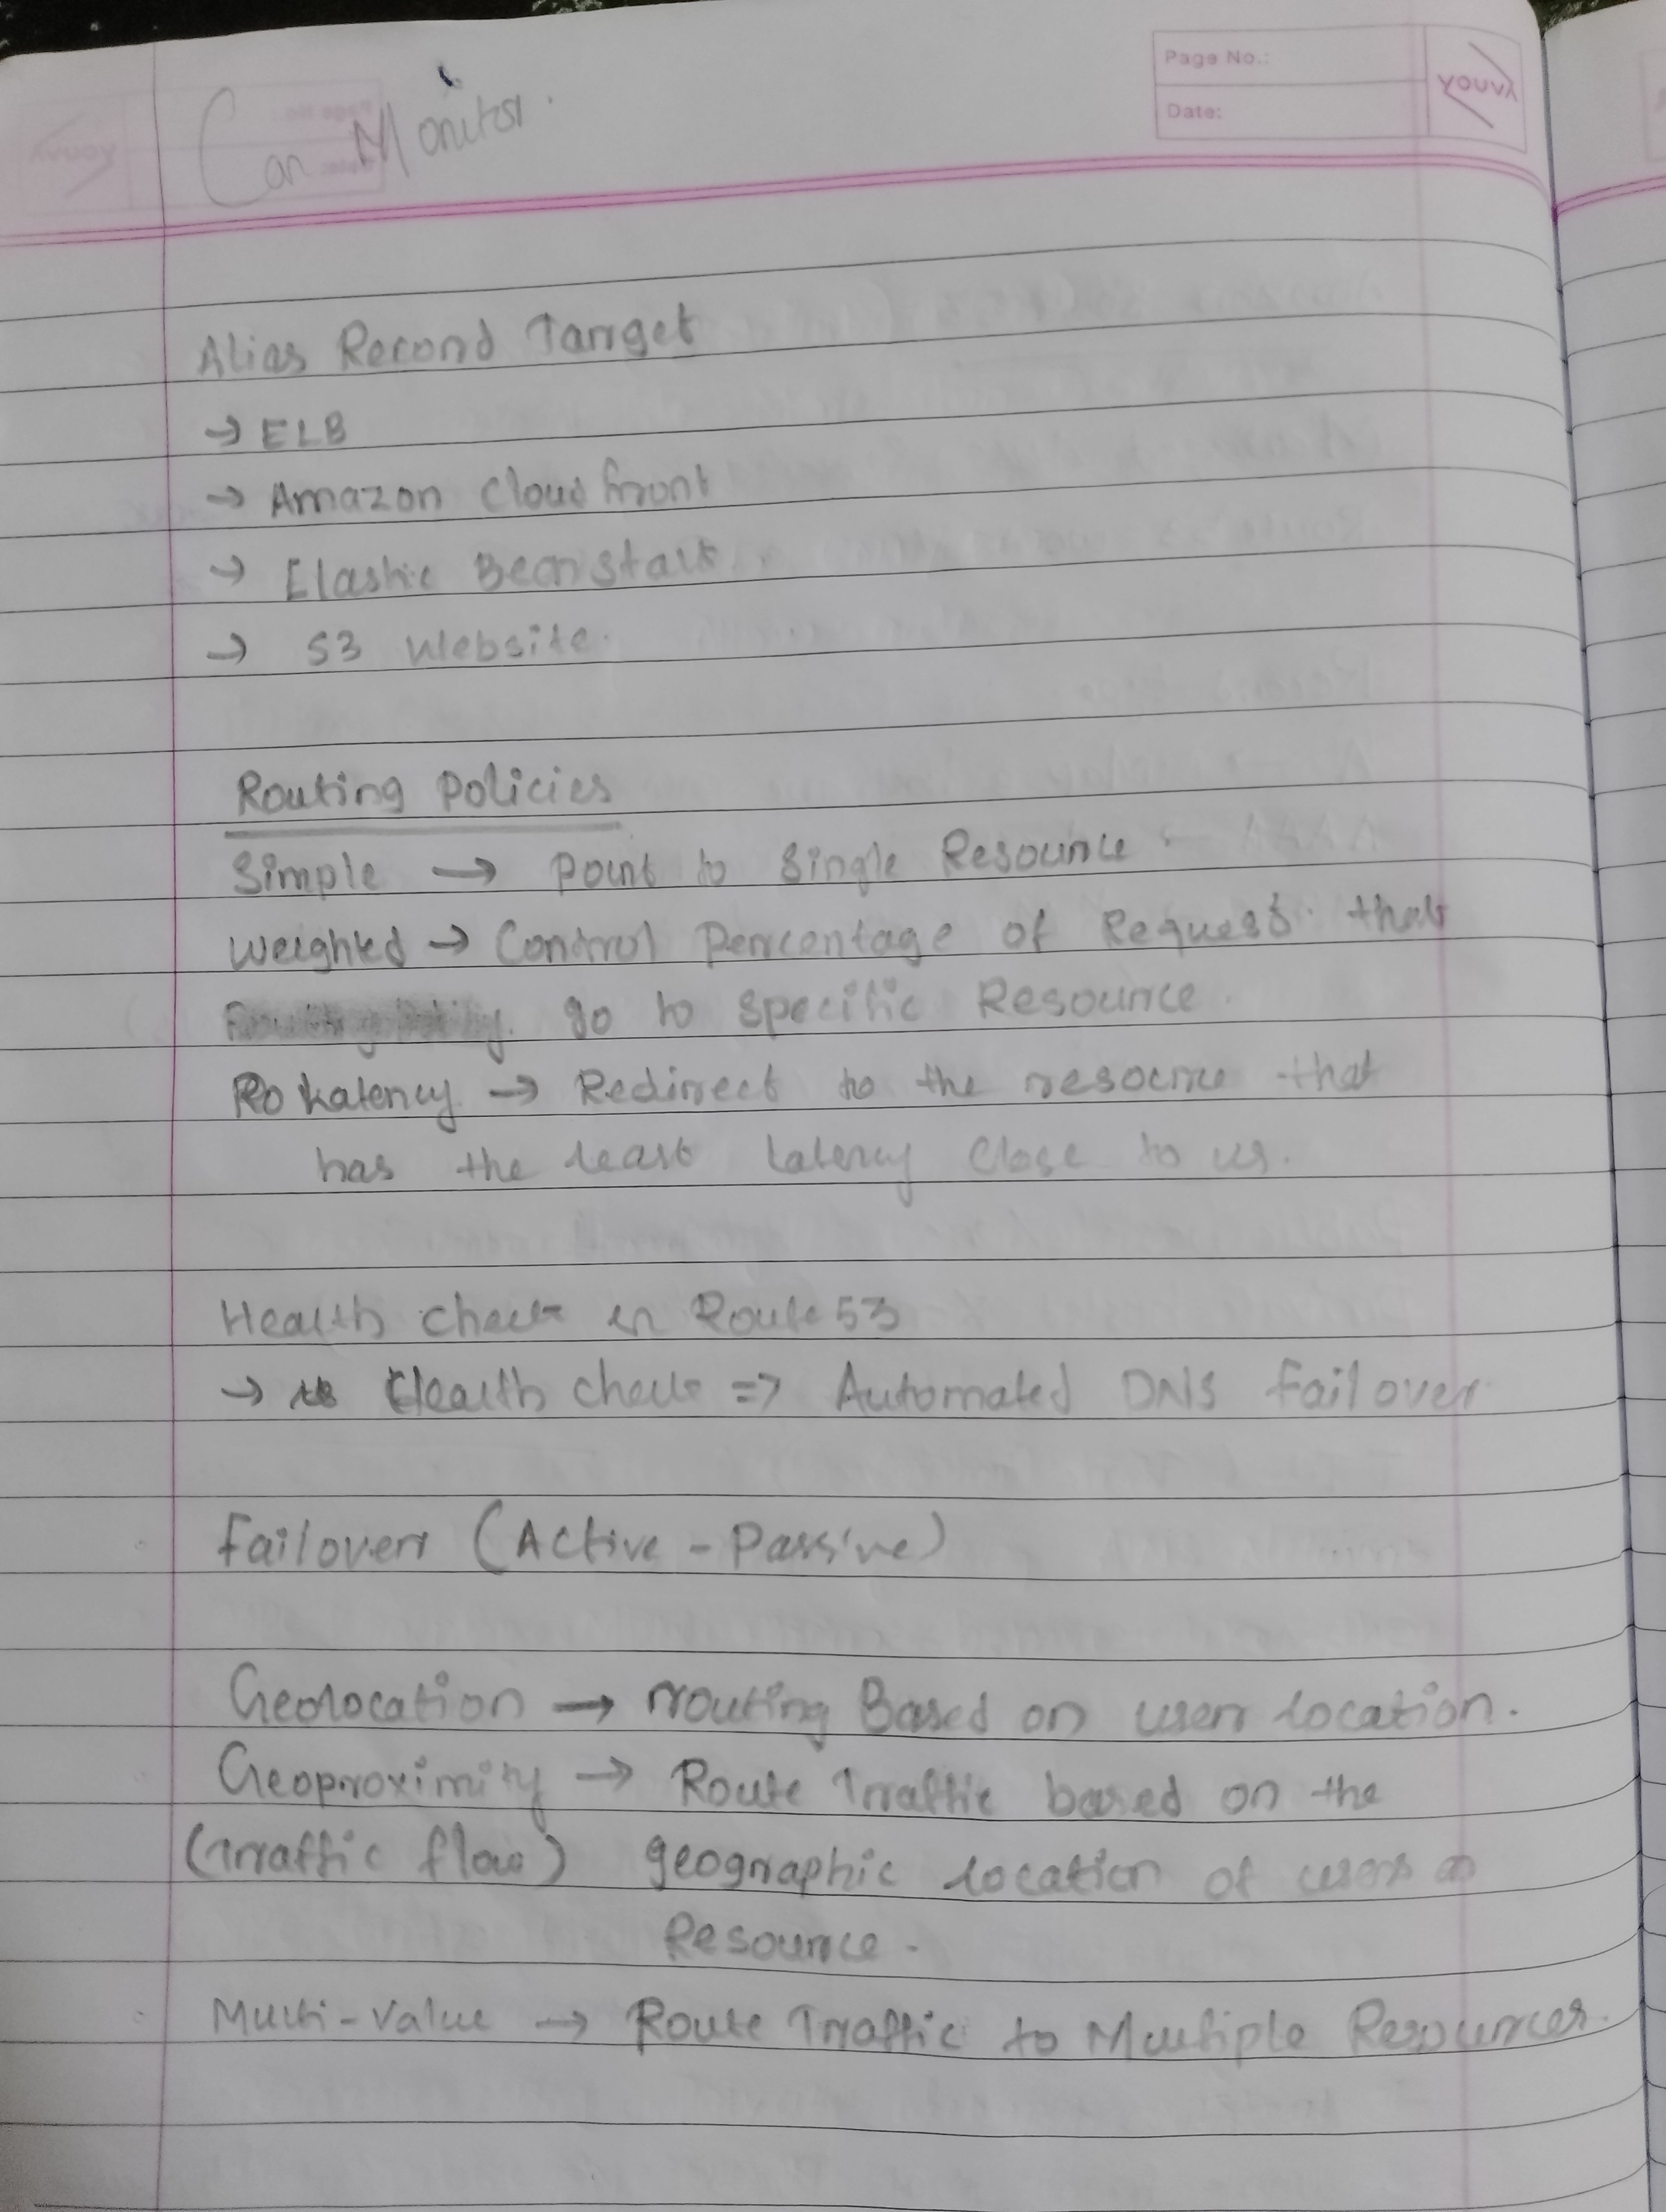 Page No.:
Date:
YOUVA
Can Monitor.
Alias Record Target
→ ELB
→ Amazon Cloud front
→ Elastic Beanstalk.
→ S3 Website.
Routing Policies
Simple → Point to Single Resource
Weighted → Control Percentage of Request that
go to Specific Resource.
Latency → Redirect to the resource that
has the least latency close to us.
Health check in Route 53
→ Health check => Automated DNS failover
Failover (Active - Passive)
Geolocation → routing Based on user location.
Geoproximity → Route Traffic based on the
(Traffic flow) geographic location of users
Resource.
Multi-Value → Route Traffic to Multiple Resources.